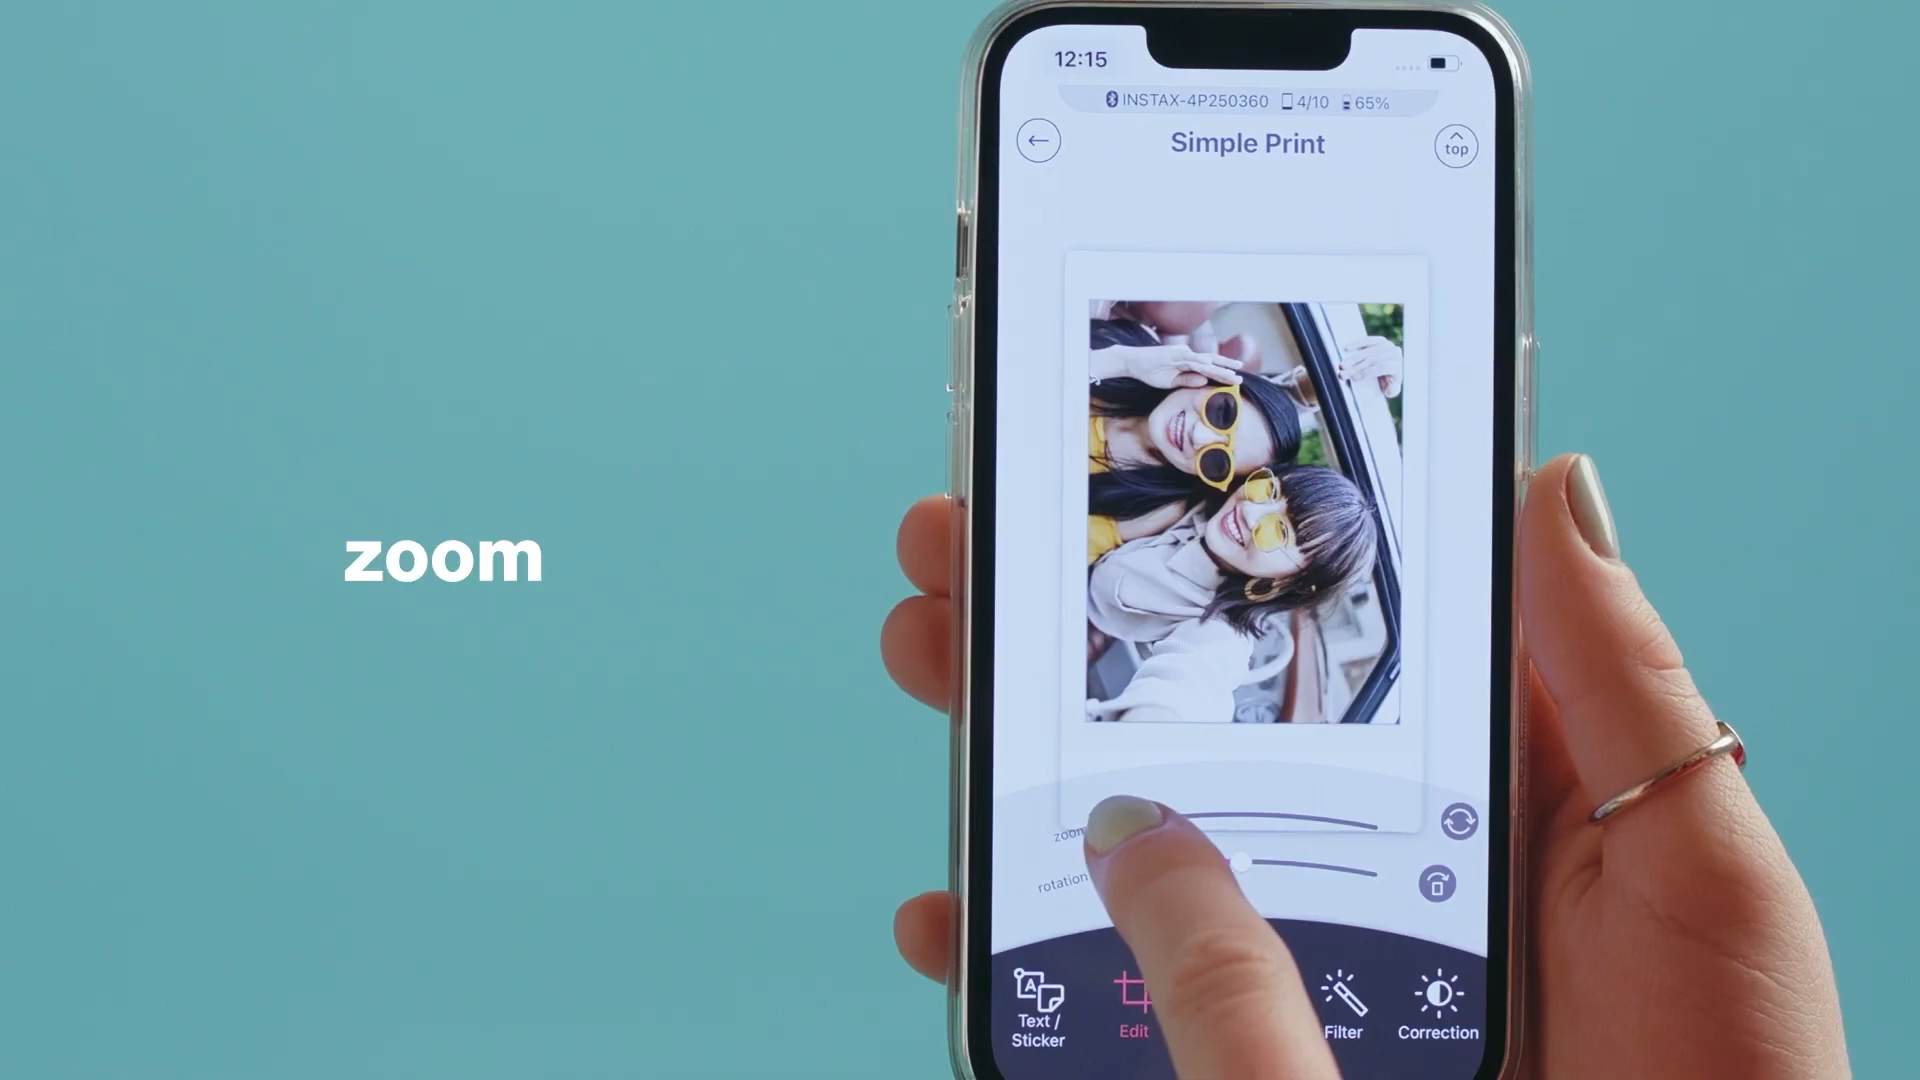 12:15
INSTAX-4P250360 4/10 65%
Simple Print
top
zoom
zoom
rotation
A
Text /
Sticker
Edit
Filter
Correction